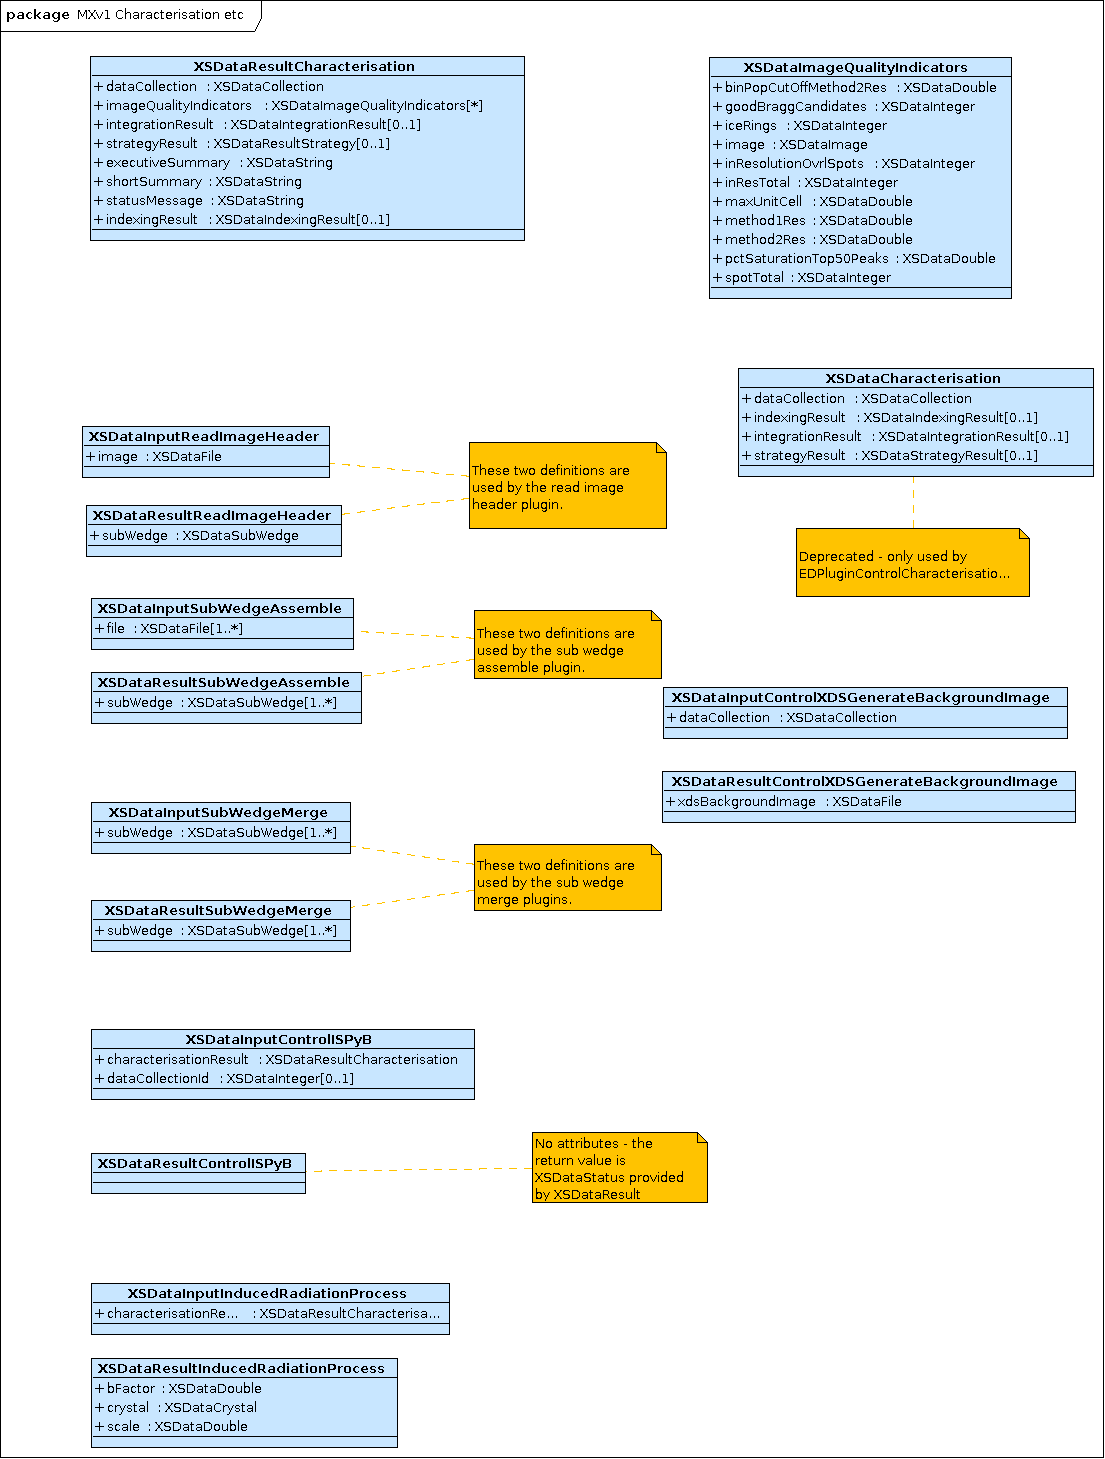 package MXv1 Characterisation etc
XSDataResultCharacterisation
+ dataCollection : XSDataCollection
+ imageQualityIndicators : XSDataImageQualityIndicators[*]
+ integrationResult : XSDataIntegrationResult[0..1]
+ strategyResult : XSDataResultStrategy[0..1]
+ executiveSummary : XSDataString
+ shortSummary : XSDataString
+ statusMessage : XSDataString
+ indexingResult : XSDataIndexingResult[0..1]
XSDataImageQualityIndicators
+ binPopCutOffMethod2Res : XSDataDouble
+ goodBraggCandidates : XSDataInteger
+ iceRings : XSDataInteger
+ image : XSDataImage
+ inResolutionOvrlSpots : XSDataInteger
+ inResTotal : XSDataInteger
+ maxUnitCell : XSDataDouble
+ method1Res : XSDataDouble
+ method2Res : XSDataDouble
+ pctSaturationTop50Peaks : XSDataDouble
+ spotTotal : XSDataInteger
XSDataCharacterisation
+ dataCollection : XSDataCollection
+ indexingResult : XSDataIndexingResult[0..1]
+ integrationResult : XSDataIntegrationResult[0..1]
+ strategyResult : XSDataStrategyResult[0..1]
Deprecated - only used by
EDPluginControlCharacterisatio...
XSDataInputReadImageHeader
+ image : XSDataFile
XSDataResultReadImageHeader
+ subWedge : XSDataSubWedge
These two definitions are
used by the read image
header plugin.
XSDataInputSubWedgeAssemble
+ file : XSDataFile[1..*]
XSDataResultSubWedgeAssemble
+ subWedge : XSDataSubWedge[1..*]
These two definitions are
used by the sub wedge
assemble plugin.
XSDataInputControlXDSGenerateBackgroundImage
+ dataCollection : XSDataCollection
XSDataResultControlXDSGenerateBackgroundImage
+ xdsBackgroundImage : XSDataFile
XSDataInputSubWedgeMerge
+ subWedge : XSDataSubWedge[1..*]
XSDataResultSubWedgeMerge
+ subWedge : XSDataSubWedge[1..*]
These two definitions are
used by the sub wedge
merge plugins.
XSDataInputControlISPyB
+ characterisationResult : XSDataResultCharacterisation
+ dataCollectionId : XSDataInteger[0..1]
XSDataResultControlISPyB
No attributes - the
return value is
XSDataStatus provided
by XSDataResult
XSDataInputInducedRadiationProcess
+ characterisationRe... : XSDataResultCharacterisa...
XSDataResultInducedRadiationProcess
+ bFactor : XSDataDouble
+ crystal : XSDataCrystal
+ scale : XSDataDouble